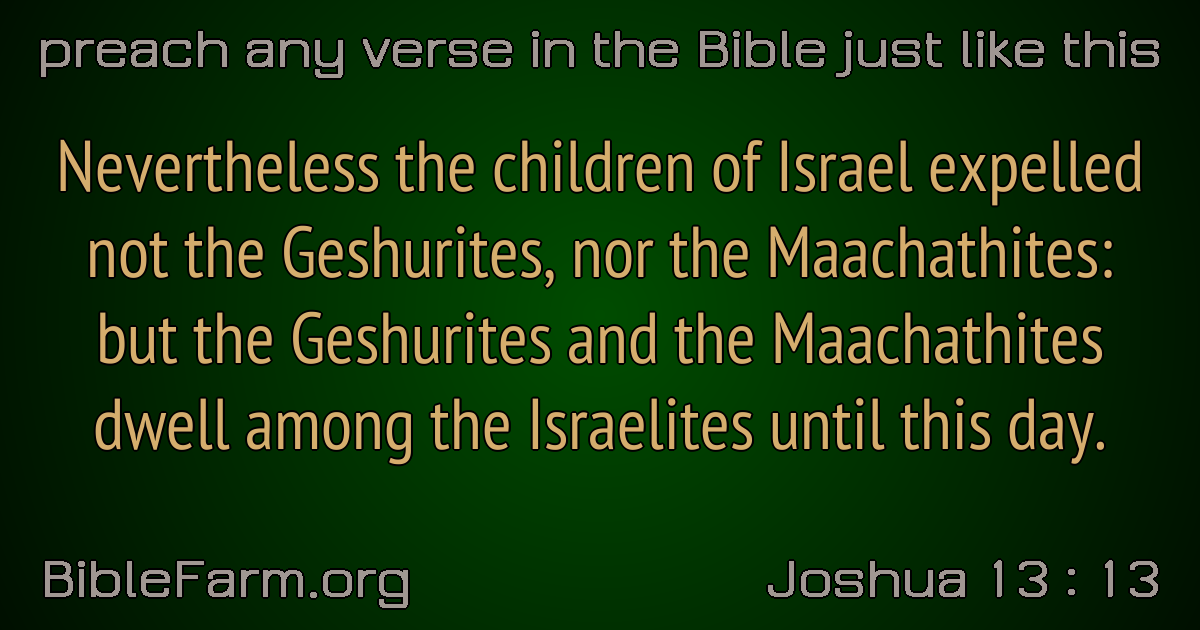 preach any verse in the Bible just like this
Nevertheless the children of Israel expelled
not the Geshurites, nor the Maachathites:
but the Geshurites and the Maachathites
dwell among the Israelites until this day.
BibleFarm.org
Joshua 13 : 13